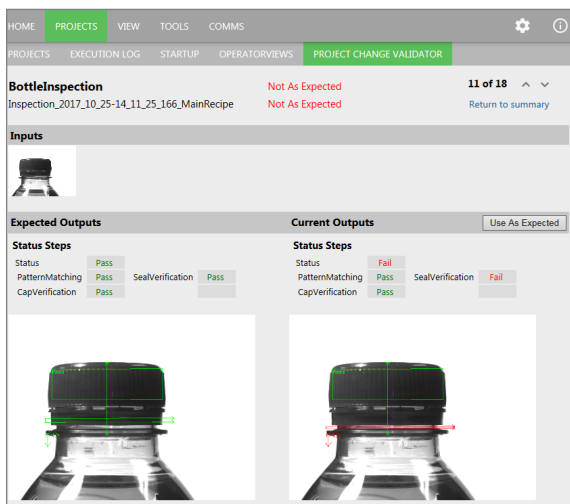 HOME PROJECTS VIEW TOOLS COMMS
PROJECTS EXECUTION LOG STARTUP OPERATORVIEWS PROJECT CHANGE VALIDATOR
BottleInspection Not As Expected 11 of 18
Inspection_2017_10_25-14_11_25_166_MainRecipe Not As Expected Return to summary
Inputs
Expected Outputs Current Outputs Use As Expected
Status Steps Status Steps
Status Pass Status Fail
PatternMatching Pass SealVerification Pass PatternMatching Pass SealVerification Fail
CapVerification Pass CapVerification Pass
Pass Pass